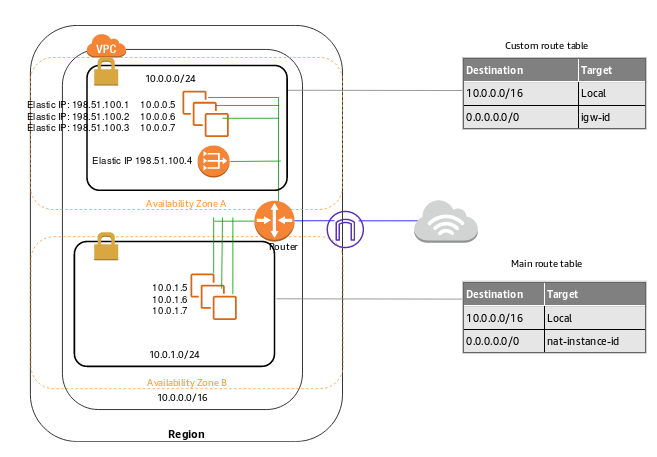 VPC
10.0.0.0/24
Elastic IP: 198.51.100.1 10.0.0.5
Elastic IP: 198.51.100.2 10.0.0.6
Elastic IP: 198.51.100.3 10.0.0.7
Elastic IP 198.51.100.4
Availability Zone A
Router
10.0.1.5
10.0.1.6
10.0.1.7
10.0.1.0/24
Availability Zone B
10.0.0.0/16
Region
Custom route table
Destination Target
10.0.0.0/16 Local
0.0.0.0.0/0 igw-id
Main route table
Destination Target
10.0.0.0/16 Local
0.0.0.0.0/0 nat-instance-id